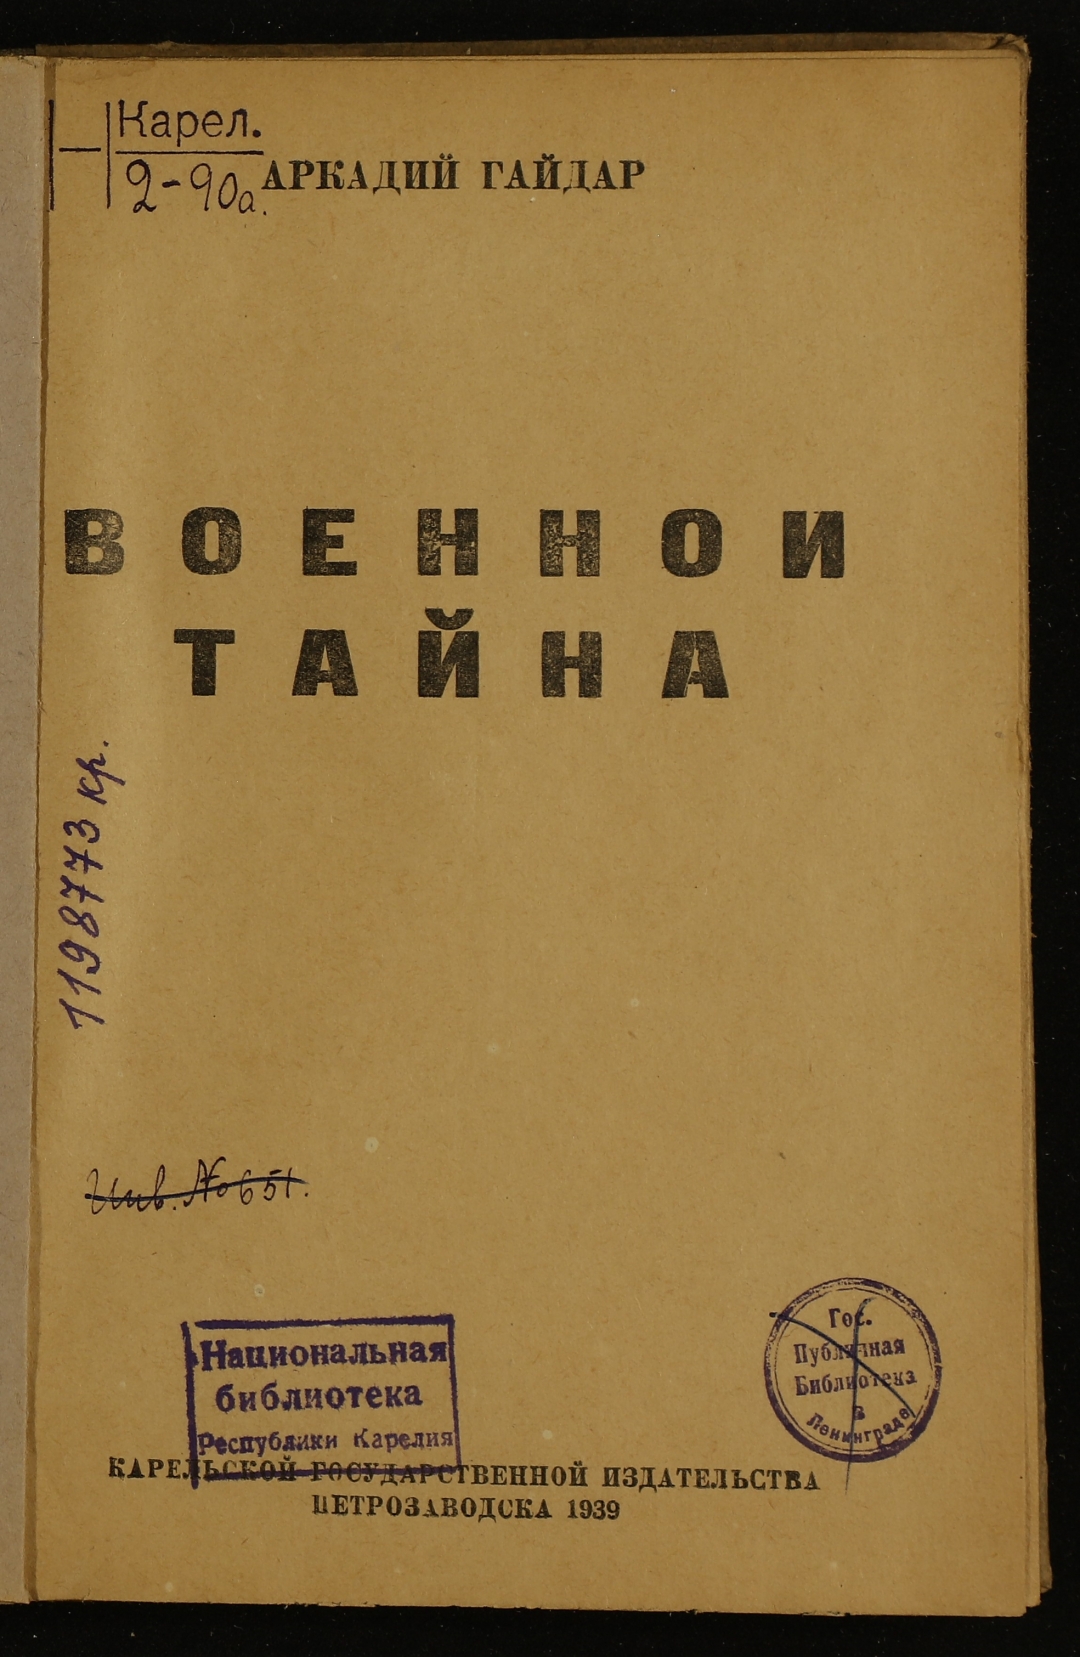 Карел.
2-90а.
АРКАДИЙ ГАЙДАР
ВОЕННОИ
ТАЙНА
119873 кр.
Инв. № 651.
Национальная
библиотека
Республики Карелия
Гос.
Публичная
Библиотека
в
Ленинграде
КАРЕЛЬСКОЙ ГОСУДАРСТВЕННОЙ ИЗДАТЕЛЬСТВА
ПЕТРОЗАВОДСКА 1939